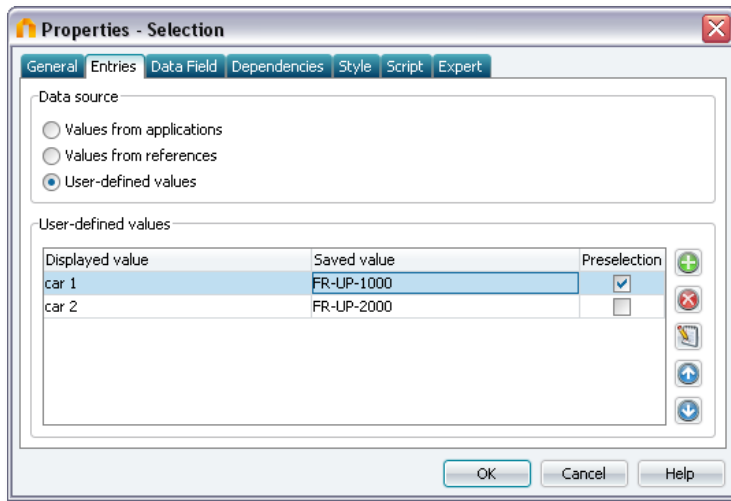 Properties - Selection
General Entries Data Field Dependencies Style Script Expert
Data source
Values from applications
Values from references
User-defined values
User-defined values
Displayed value Saved value Preselection
car 1 FR-UP-1000
car 2 FR-UP-2000
OK Cancel Help